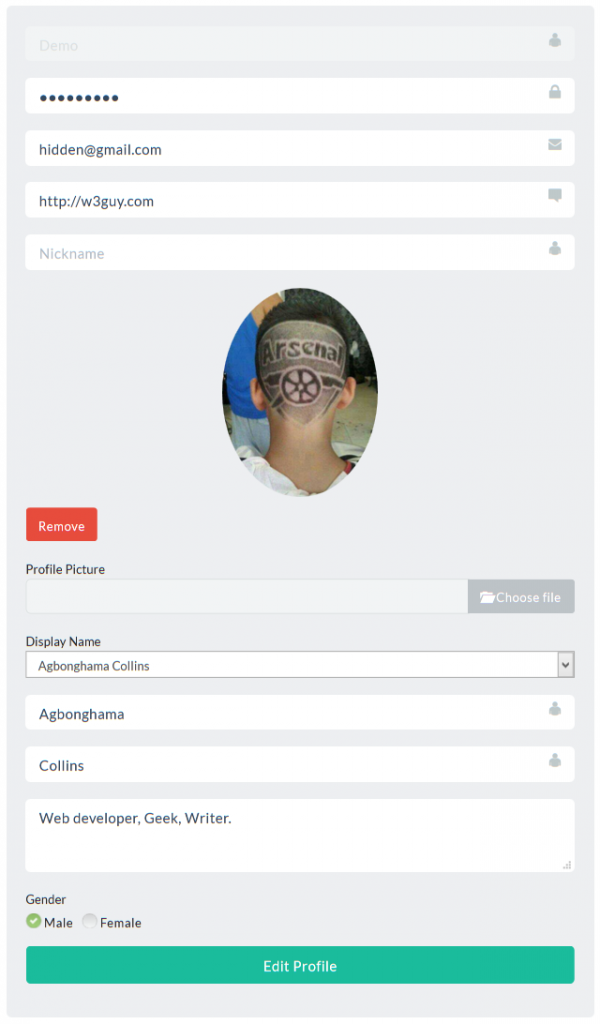 Demo
●●●●●●●●●
hidden@gmail.com
http://w3guy.com
Nickname
Arsenal
Remove
Profile Picture
Choose file
Display Name
Agbonghama Collins
Agbonghama
Collins
Web developer, Geek, Writer.
Gender
Male Female
Edit Profile